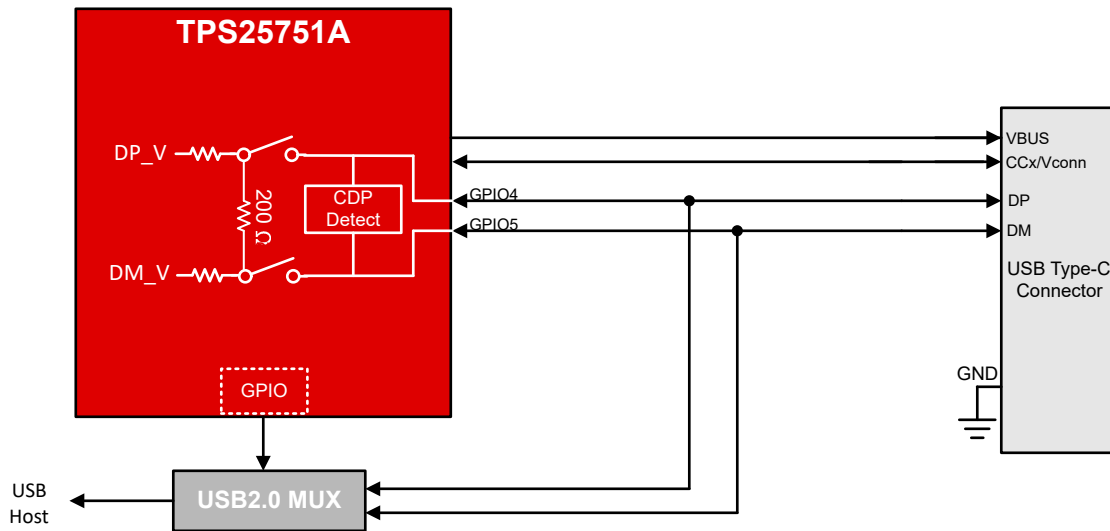 TPS25751A
DP_V
200 Ω
CDP
Detect
DM_V
GPIO4
GPIO5
VBUS
CCx/Vconn
DP
DM
USB Type-C
Connector
GND
GPIO
USB2.0 MUX
USB
Host